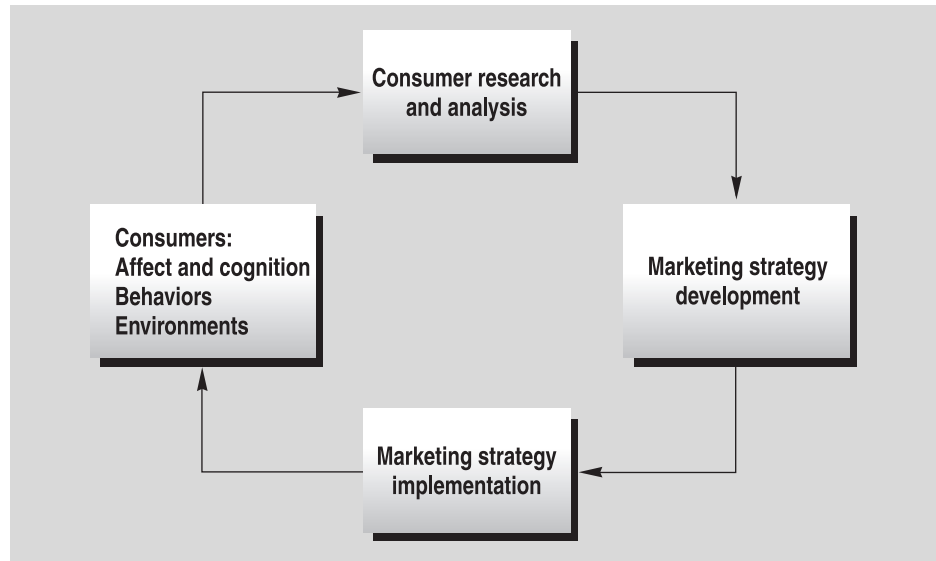 Consumer research
and analysis
Consumers:
Affect and cognition
Behaviors
Environments
Marketing strategy
development
Marketing strategy
implementation